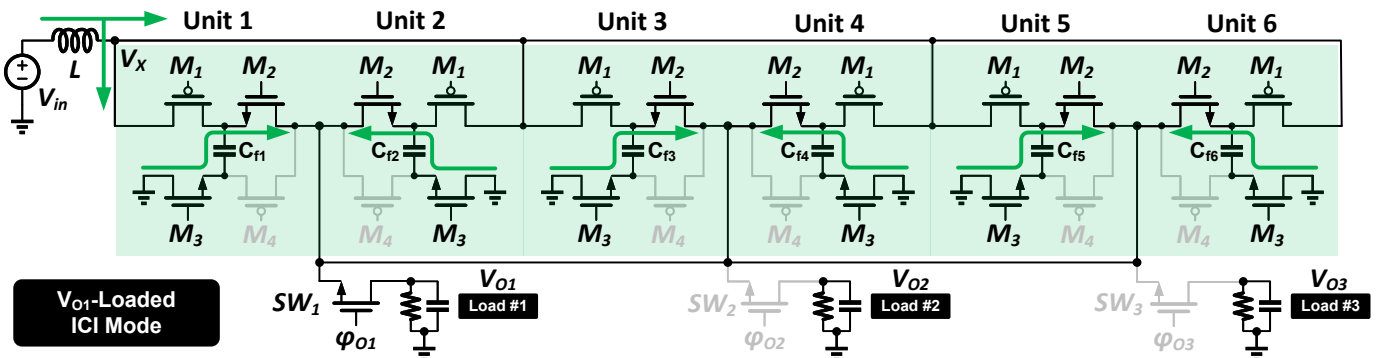 Unit 1 Unit 2 Unit 3 Unit 4 Unit 5 Unit 6
V_X
L
V_in
M_1 M_2 M_2 M_1 M_1 M_2 M_2 M_1 M_1 M_2 M_2 M_1
C_f1 C_f2 C_f3 C_f4 C_f5 C_f6
M_3 M_4 M_4 M_3 M_3 M_4 M_4 M_3 M_3 M_4 M_4 M_3
V_O1-Loaded
ICI Mode
SW_1
V_O1
Load #1
φ_O1
SW_2
V_O2
Load #2
φ_O2
SW_3
V_O3
Load #3
φ_O3